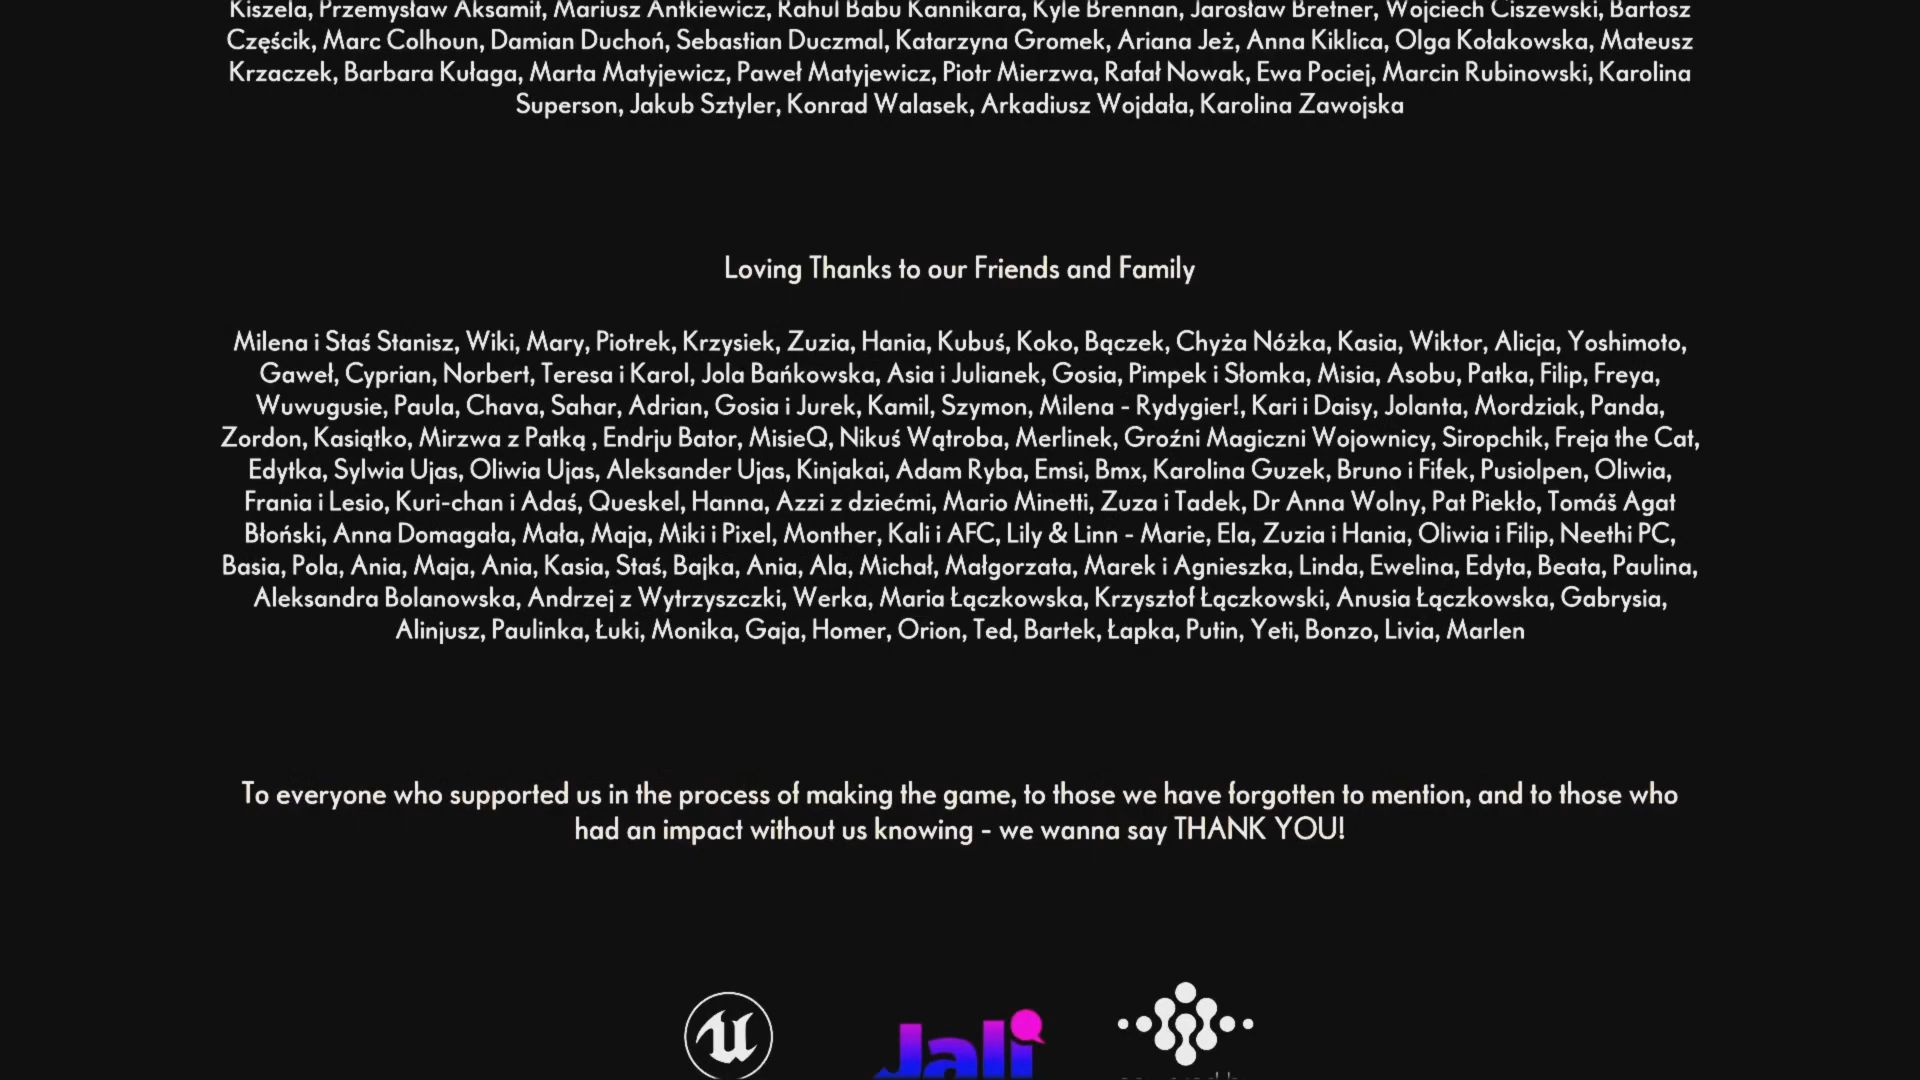 Kiszela, Przemysław Aksamit, Mariusz Antkiewicz, Rahul Babu Kannikara, Kyle Brennan, Jarosław Bretner, Wojciech Ciszewski, Bartosz
Częścik, Marc Colhoun, Damian Duchoń, Sebastian Duczmal, Katarzyna Gromek, Ariana Jeż, Anna Kiklica, Olga Kołakowska, Mateusz
Krzaczek, Barbara Kułaga, Marta Matyjewicz, Paweł Matyjewicz, Piotr Mierzwa, Rafał Nowak, Ewa Pociej, Marcin Rubinowski, Karolina
Superson, Jakub Sztyler, Konrad Walasek, Arkadiusz Wojdała, Karolina Zawojska
Loving Thanks to our Friends and Family
Milena i Staś Stanisz, Wiki, Mary, Piotrek, Krzysiek, Zuzia, Hania, Kubuś, Koko, Bączek, Chyża Nóżka, Kasia, Wiktor, Alicja, Yoshimoto,
Gaweł, Cyprian, Norbert, Teresa i Karol, Jola Bańkowska, Asia i Julianek, Gosia, Pimpek i Słomka, Misia, Asobu, Patka, Filip, Freya,
Wuwugusie, Paula, Chava, Sahar, Adrian, Gosia i Jurek, Kamil, Szymon, Milena - Rydygier!, Kari i Daisy, Jolanta, Mordziak, Panda,
Zordon, Kasiątko, Mirzwa z Patką , Endrju Bator, MisieQ, Nikuś Wątroba, Merlinek, Groźni Magiczni Wojownicy, Siropchik, Freja the Cat,
Edytka, Sylwia Ujas, Oliwia Ujas, Aleksander Ujas, Kinjakai, Adam Ryba, Emsi, Bmx, Karolina Guzek, Bruno i Fifek, Pusiolpen, Oliwia,
Frania i Lesio, Kuri-chan i Adaś, Queskel, Hanna, Azzi z dziećmi, Mario Minetti, Zuza i Tadek, Dr Anna Wolny, Pat Piekło, Tomáš Agat
Błoński, Anna Domagała, Mała, Maja, Miki i Pixel, Monther, Kali i AFC, Lily & Linn - Marie, Ela, Zuzia i Hania, Oliwia i Filip, Neethi PC,
Basia, Pola, Ania, Maja, Ania, Kasia, Staś, Bajka, Ania, Ala, Michał, Małgorzata, Marek i Agnieszka, Linda, Ewelina, Edyta, Beata, Paulina,
Aleksandra Bolanowska, Andrzej z Wytrzyszczki, Werka, Maria Łączkowska, Krzysztof Łączkowski, Anusia Łączkowska, Gabrysia,
Alinjusz, Paulinka, Łuki, Monika, Gaja, Homer, Orion, Ted, Bartek, Łapka, Putin, Yeti, Bonzo, Livia, Marlen
To everyone who supported us in the process of making the game, to those we have forgotten to mention, and to those who
had an impact without us knowing - we wanna say THANK YOU!
Jali